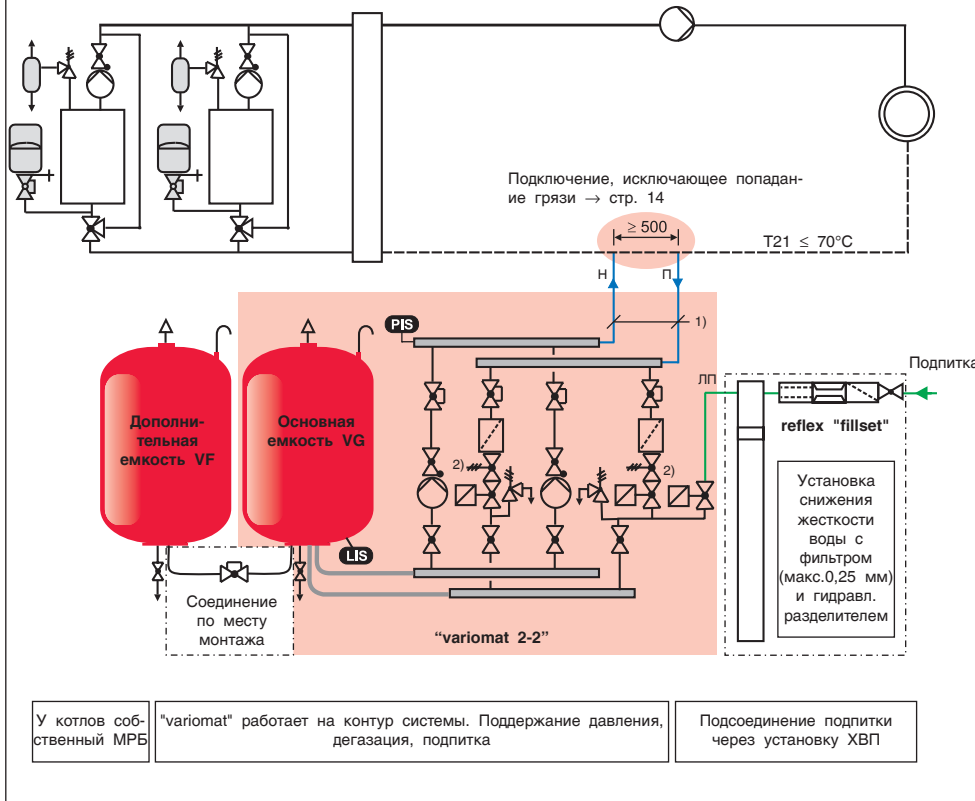 Подключение, исключающее попадан-
ие грязи → стр. 14
≥ 500
T21 ≤ 70°C
Н
П
1)
PIS
ЛП
Подпитка
reflex "fillset"
Дополни-
тельная
емкость VF
Основная
емкость VG
2)
2)
Установка
снижения
жесткости
воды с
фильтром
(макс.0,25 мм)
и гидравл.
разделителем
LIS
Соединение
по месту
монтажа
“variomat 2-2”
У котлов соб-
ственный МРБ
"variomat" работает на контур системы. Поддержание давления,
дегазация, подпитка
Подсоединение подпитки
через установку ХВП